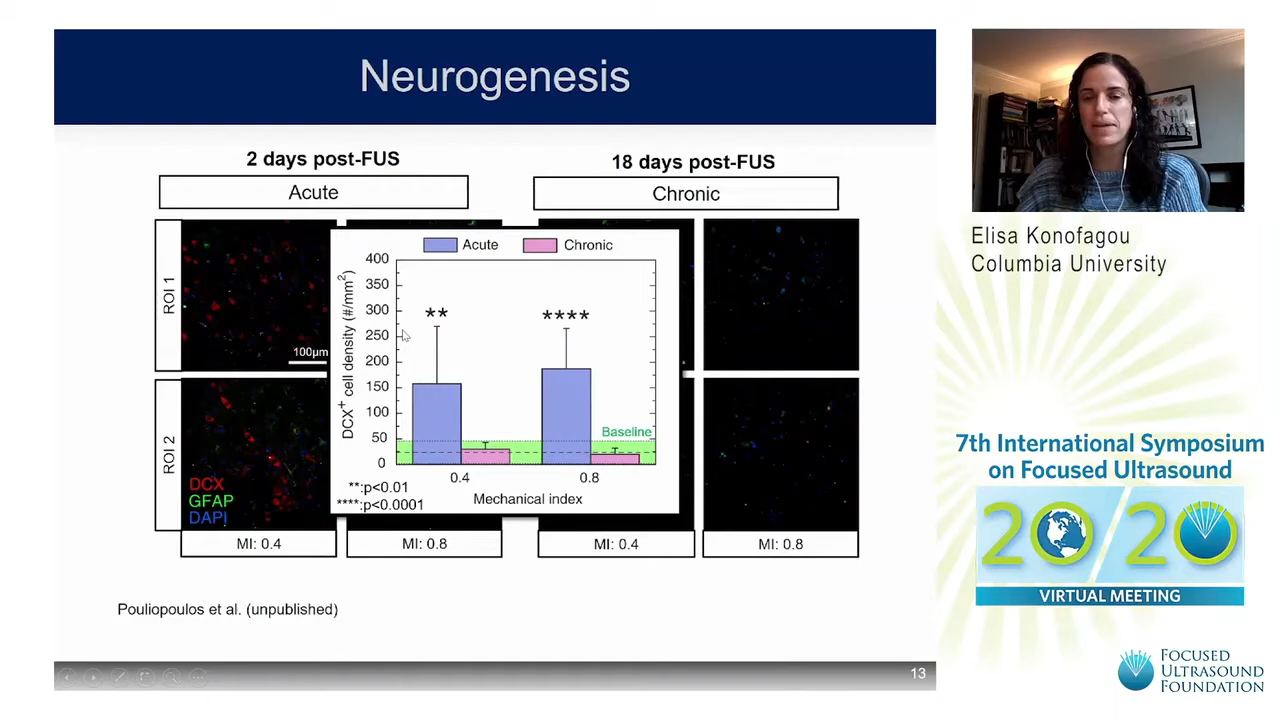 Neurogenesis
2 days post-FUS
18 days post-FUS
Acute
Chronic
ROI 1
ROI 2
100µm
DCX
GFAP
DAPI
Acute
Chronic
DCX⁺ cell density (#/mm²)
400
350
300
250
200
150
100
50
0
**
****
Baseline
0.4
0.8
Mechanical index
**:p<0.01
****:p<0.0001
MI: 0.4
MI: 0.8
MI: 0.4
MI: 0.8
Pouliopoulos et al. (unpublished)
13
Elisa Konofagou
Columbia University
7th International Symposium
on Focused Ultrasound
20/20
VIRTUAL MEETING
FOCUSED
ULTRASOUND
FOUNDATION